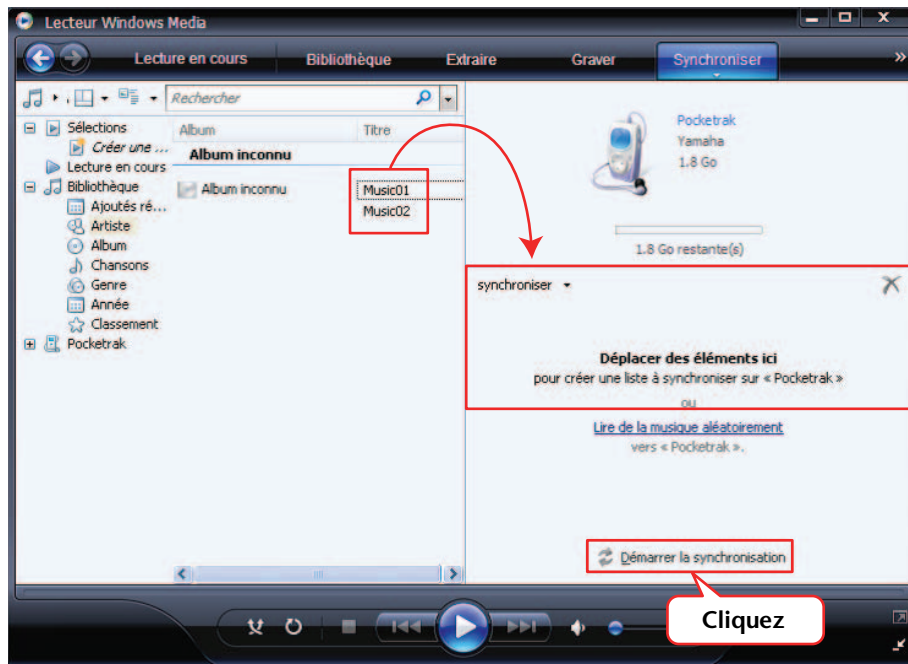 Lecteur Windows Media
Lecture en cours
Bibliothèque
Extraire
Graver
Synchroniser
»
Rechercher
Sélections
Créer une ...
Lecture en cours
Bibliothèque
Ajoutés ré...
Artiste
Album
Chansons
Genre
Année
Classement
Pocketrak
Album
Titre
Album inconnu
Album inconnu
Music01
Music02
Pocketrak
Yamaha
1.8 Go
1.8 Go restante(s)
synchroniser
Déplacer des éléments ici
pour créer une liste à synchroniser sur « Pocketrak »
ou
Lire de la musique aléatoirement
vers « Pocketrak ».
Démarrer la synchronisation
Cliquez